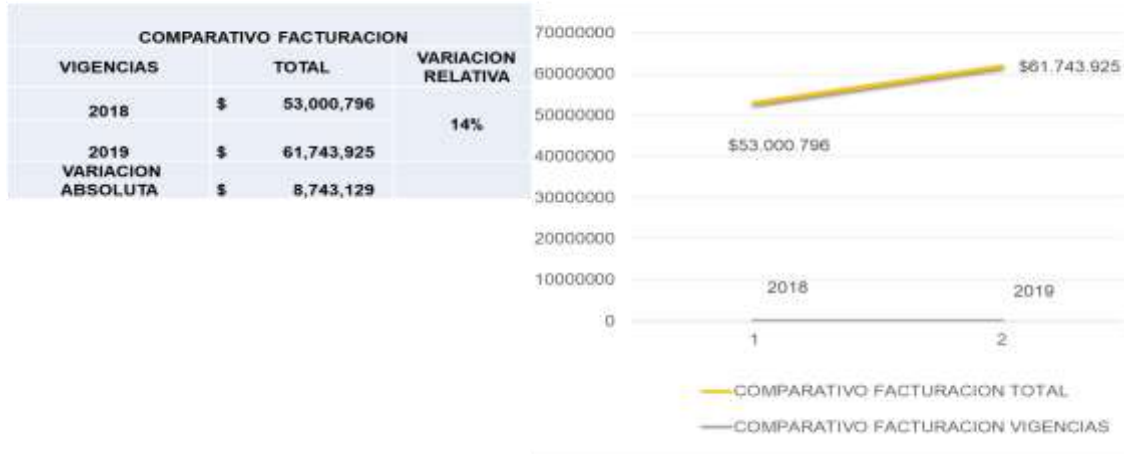 COMPARATIVO FACTURACION
VIGENCIAS TOTAL VARIACION RELATIVA
2018 $ 53,000,796
14%
2019 $ 61,743,925
VARIACION ABSOLUTA $ 8,743,129
70000000
60000000
50000000
40000000
30000000
20000000
10000000
0
$61.743.925
$53.000.796
2018
2019
1
2
COMPARATIVO FACTURACION TOTAL
COMPARATIVO FACTURACION VIGENCIAS